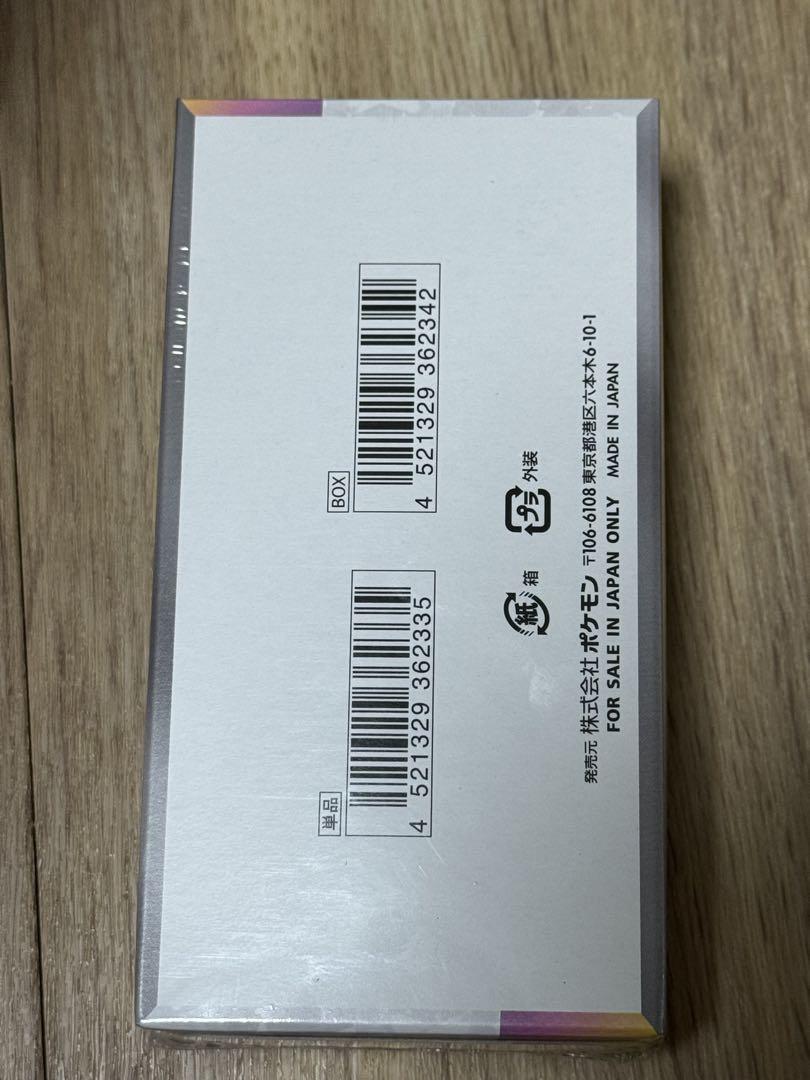 単品
4 521329 362335
BOX
4 521329 362342
紙 箱
プラ 外装
発売元 株式会社 ポケモン 〒106-6108 東京都港区六本木6-10-1
FOR SALE IN JAPAN ONLY MADE IN JAPAN